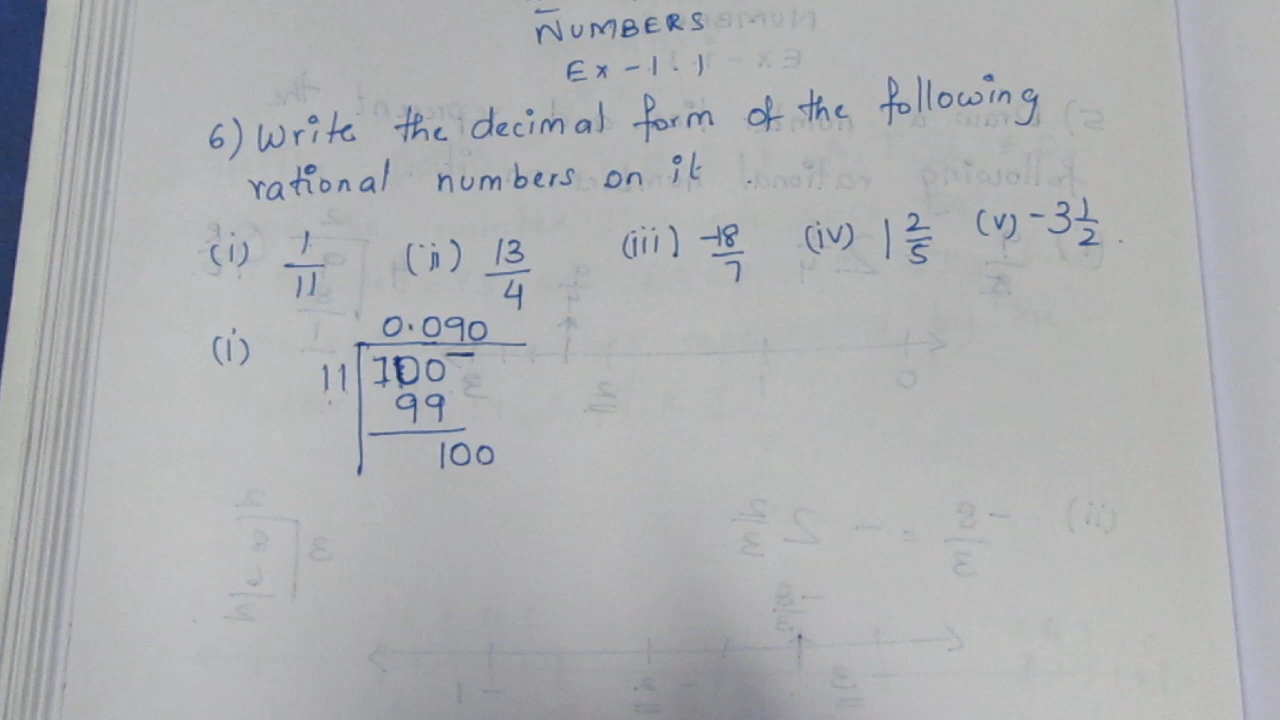 NUMBERS
Ex - 1.1
6) Write the decimal form of the following
rational numbers on it.
(i) 1/11 (ii) 13/4 (iii) -18/7 (iv) 1 2/5 (v) -3 1/2.
(i) 0.090
11 100
99
100